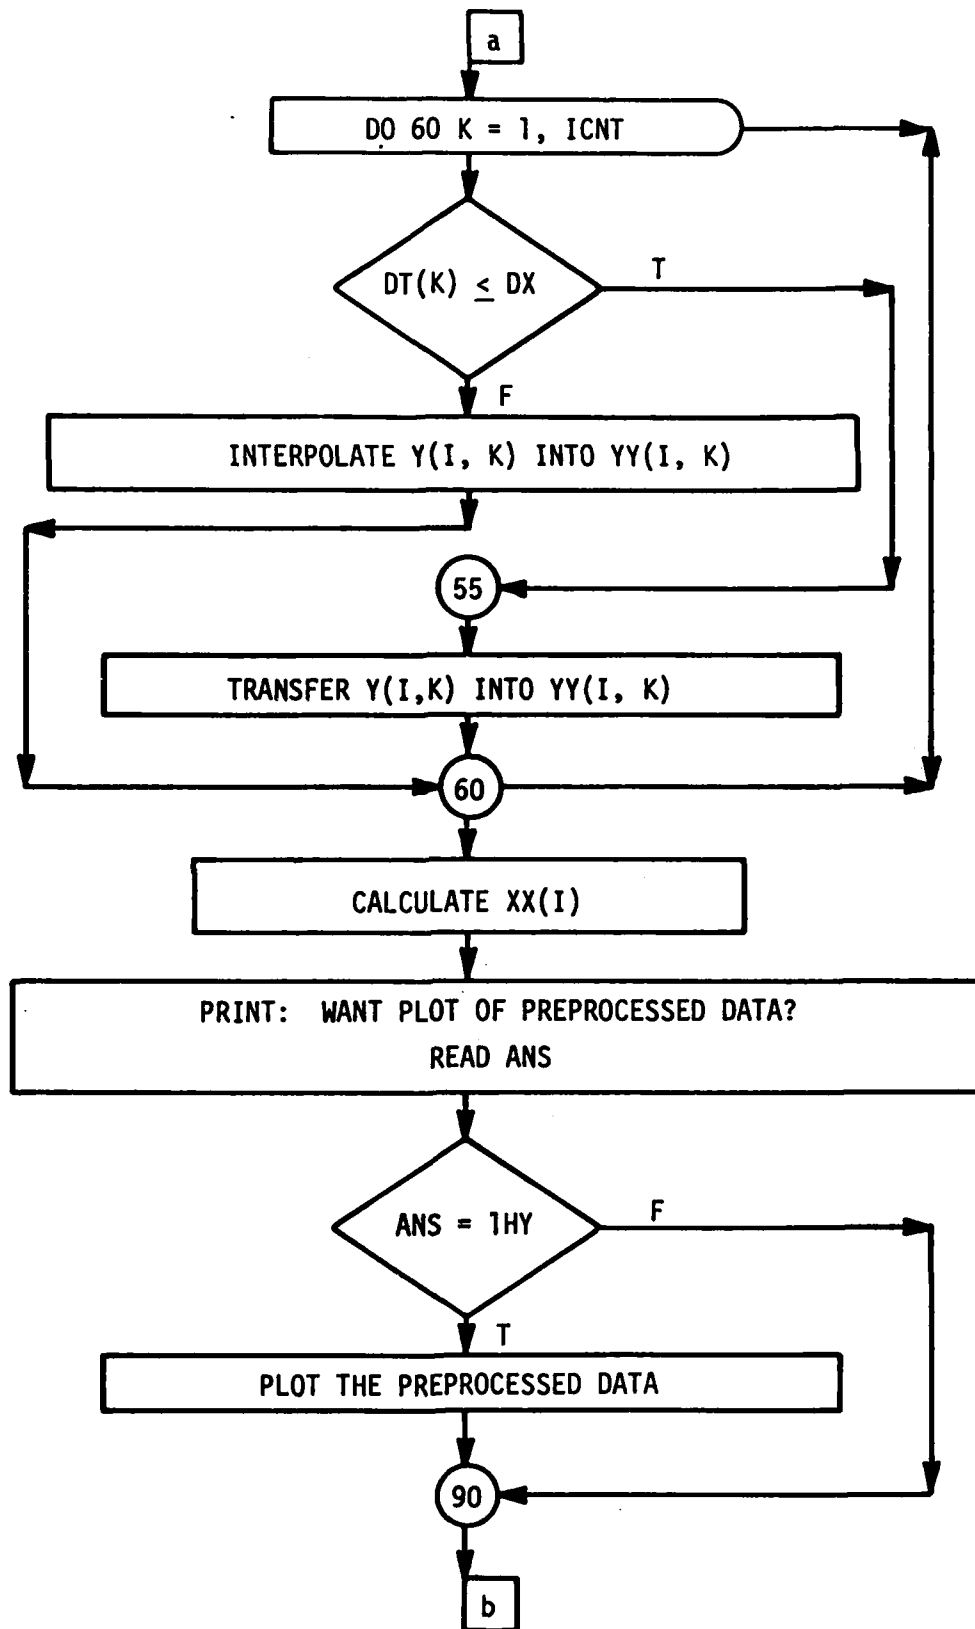 a
DO 60 K = 1, ICNT
DT(K) ≤ DX
T
F
INTERPOLATE Y(I, K) INTO YY(I, K)
55
TRANSFER Y(I,K) INTO YY(I, K)
60
CALCULATE XX(I)
PRINT: WANT PLOT OF PREPROCESSED DATA?
READ ANS
ANS = 1HY
F
T
PLOT THE PREPROCESSED DATA
90
b